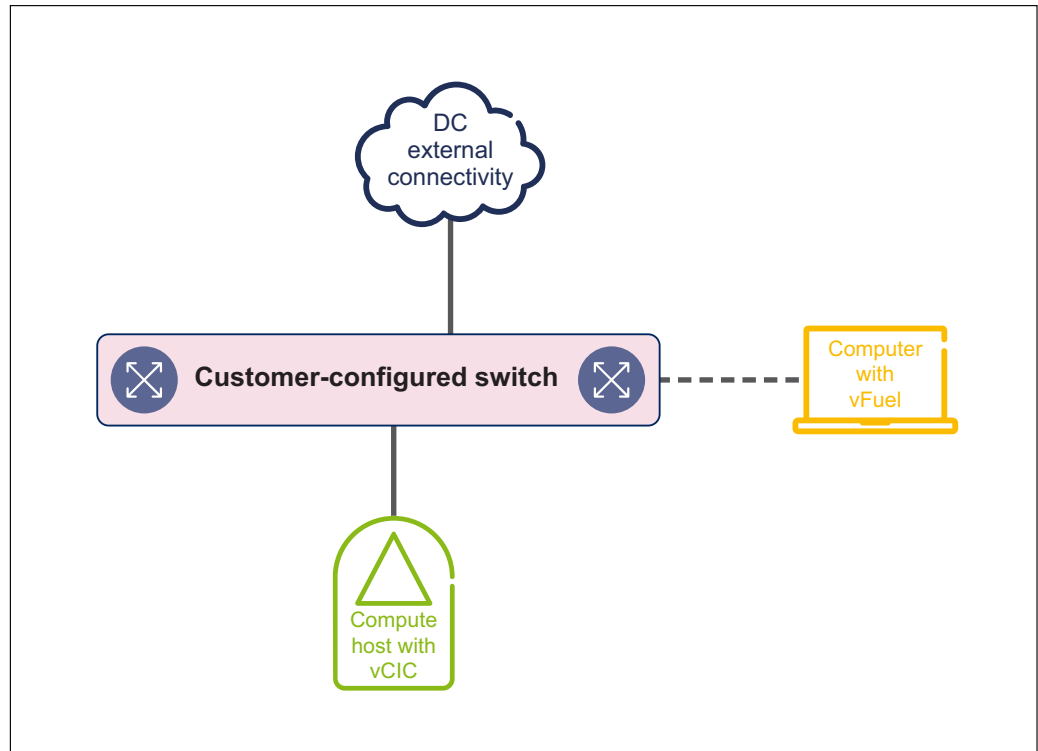 DC
external
connectivity
Customer-configured switch
Computer
with
vFuel
Compute
host with
vCIC